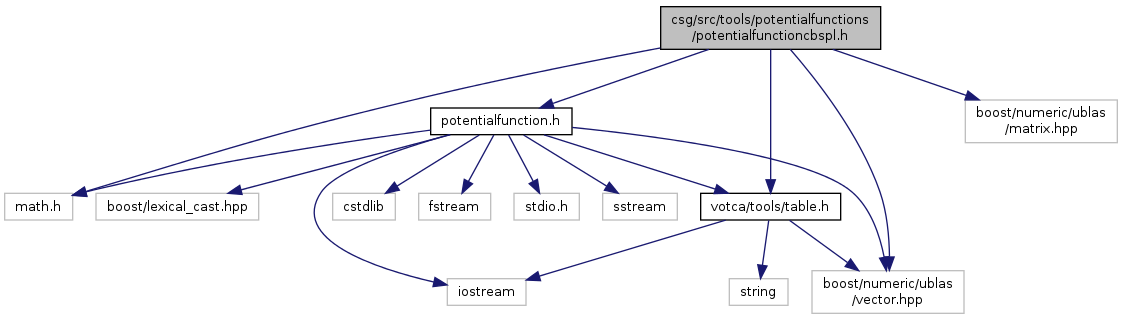 csg/src/tools/potentialfunctions
/potentialfunctioncbspl.h
potentialfunction.h
boost/numeric/ublas
/matrix.hpp
math.h
boost/lexical_cast.hpp
cstdlib
fstream
stdio.h
sstream
votca/tools/table.h
iostream
string
boost/numeric/ublas
/vector.hpp